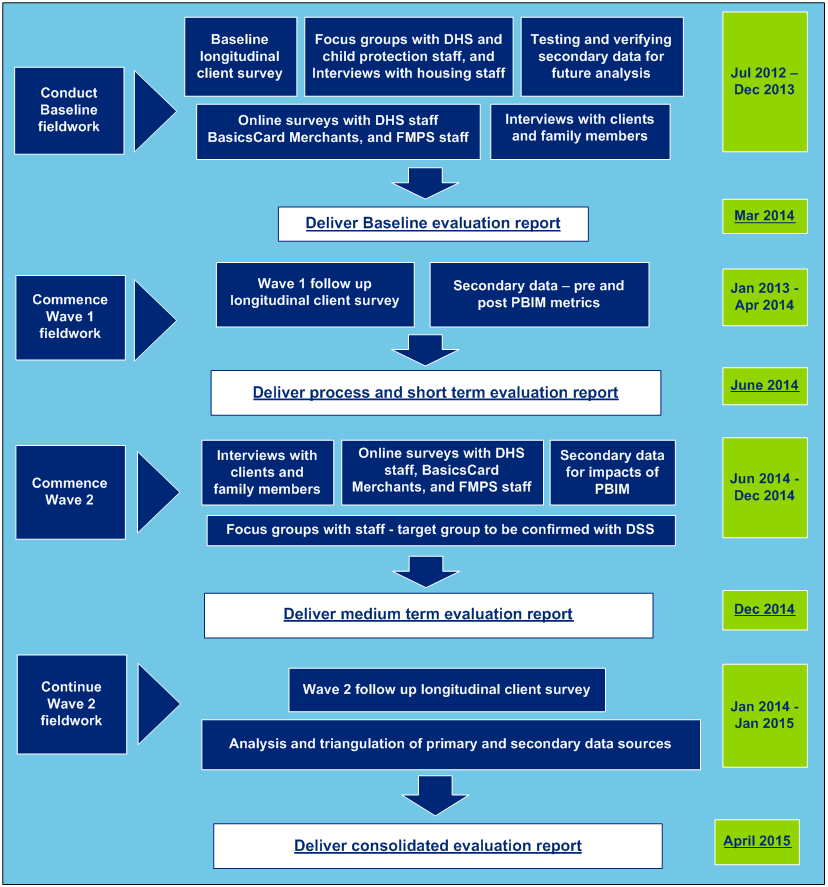 Conduct
Baseline
fieldwork
Baseline
longitudinal
client survey
Focus groups with DHS and
child protection staff, and
Interviews with housing staff
Testing and verifying
secondary data for
future analysis
Online surveys with DHS staff
BasicsCard Merchants, and FMPS staff
Interviews with clients
and family members
Jul 2012 –
Dec 2013
Deliver Baseline evaluation report
Mar 2014
Commence
Wave 1
fieldwork
Wave 1 follow up
longitudinal client survey
Secondary data – pre and
post PBIM metrics
Jan 2013 -
Apr 2014
Deliver process and short term evaluation report
June 2014
Commence
Wave 2
Interviews with
clients and
family members
Online surveys with DHS
staff, BasicsCard
Merchants, and FMPS staff
Secondary data
for impacts of
PBIM
Focus groups with staff - target group to be confirmed with DSS
Jun 2014 -
Dec 2014
Deliver medium term evaluation report
Dec 2014
Continue
Wave 2
fieldwork
Wave 2 follow up longitudinal client survey
Analysis and triangulation of primary and secondary data sources
Jan 2014 -
Jan 2015
Deliver consolidated evaluation report
April 2015